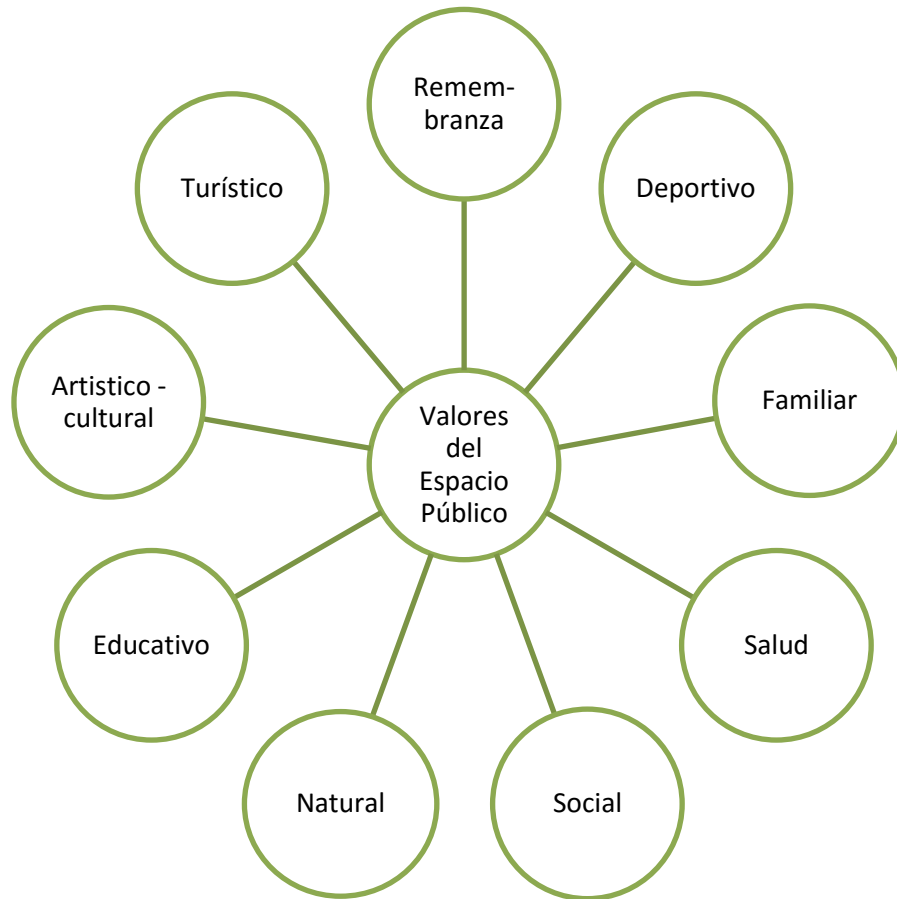 Remem-
branza
Turístico
Deportivo
Artistico -
cultural
Familiar
Valores
del
Espacio
Público
Educativo
Salud
Natural
Social